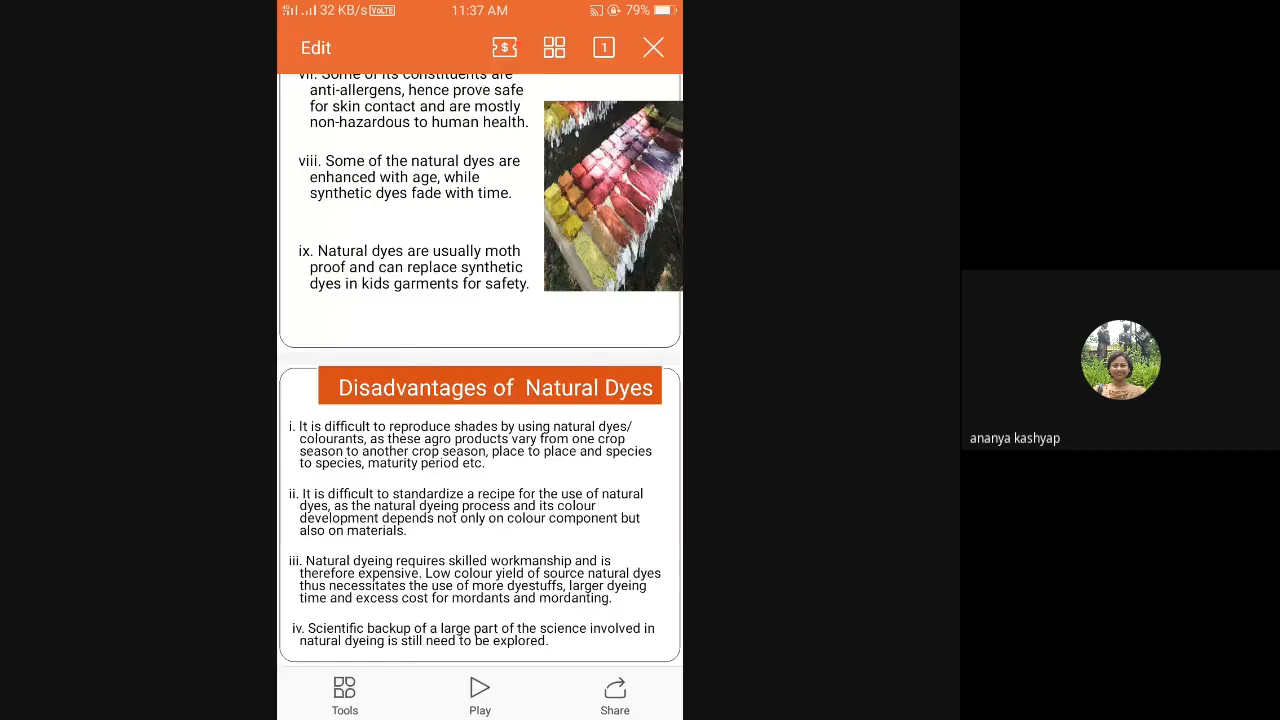 32 KB/s VoLTE 11:37 AM 79%
Edit $ 1
vii. Some of its constituents are
anti-allergens, hence prove safe
for skin contact and are mostly
non-hazardous to human health.
viii. Some of the natural dyes are
enhanced with age, while
synthetic dyes fade with time.
ix. Natural dyes are usually moth
proof and can replace synthetic
dyes in kids garments for safety.
Disadvantages of Natural Dyes
i. It is difficult to reproduce shades by using natural dyes/
colourants, as these agro products vary from one crop
season to another crop season, place to place and species
to species, maturity period etc.
ii. It is difficult to standardize a recipe for the use of natural
dyes, as the natural dyeing process and its colour
development depends not only on colour component but
also on materials.
iii. Natural dyeing requires skilled workmanship and is
therefore expensive. Low colour yield of source natural dyes
thus necessitates the use of more dyestuffs, larger dyeing
time and excess cost for mordants and mordanting.
iv. Scientific backup of a large part of the science involved in
natural dyeing is still need to be explored.
Tools Play Share
ananya kashyap